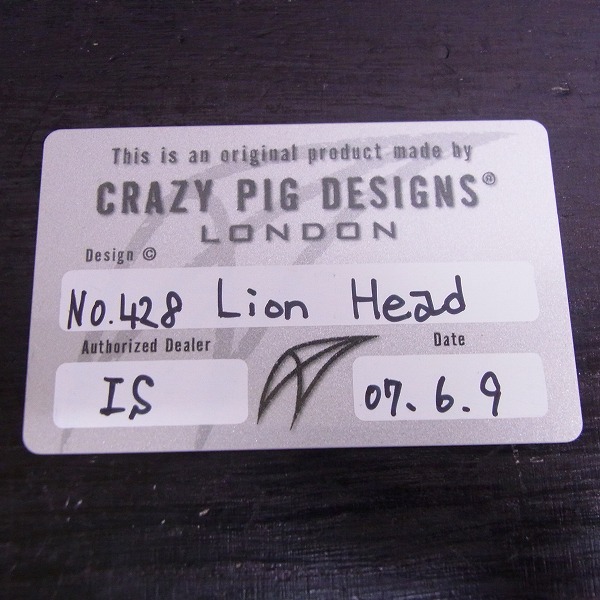 This is an original product made by
CRAZY PIG DESIGNS®
LONDON
Design ©
No.428 Lion Head
Authorized Dealer
Date
IS
07.6.9